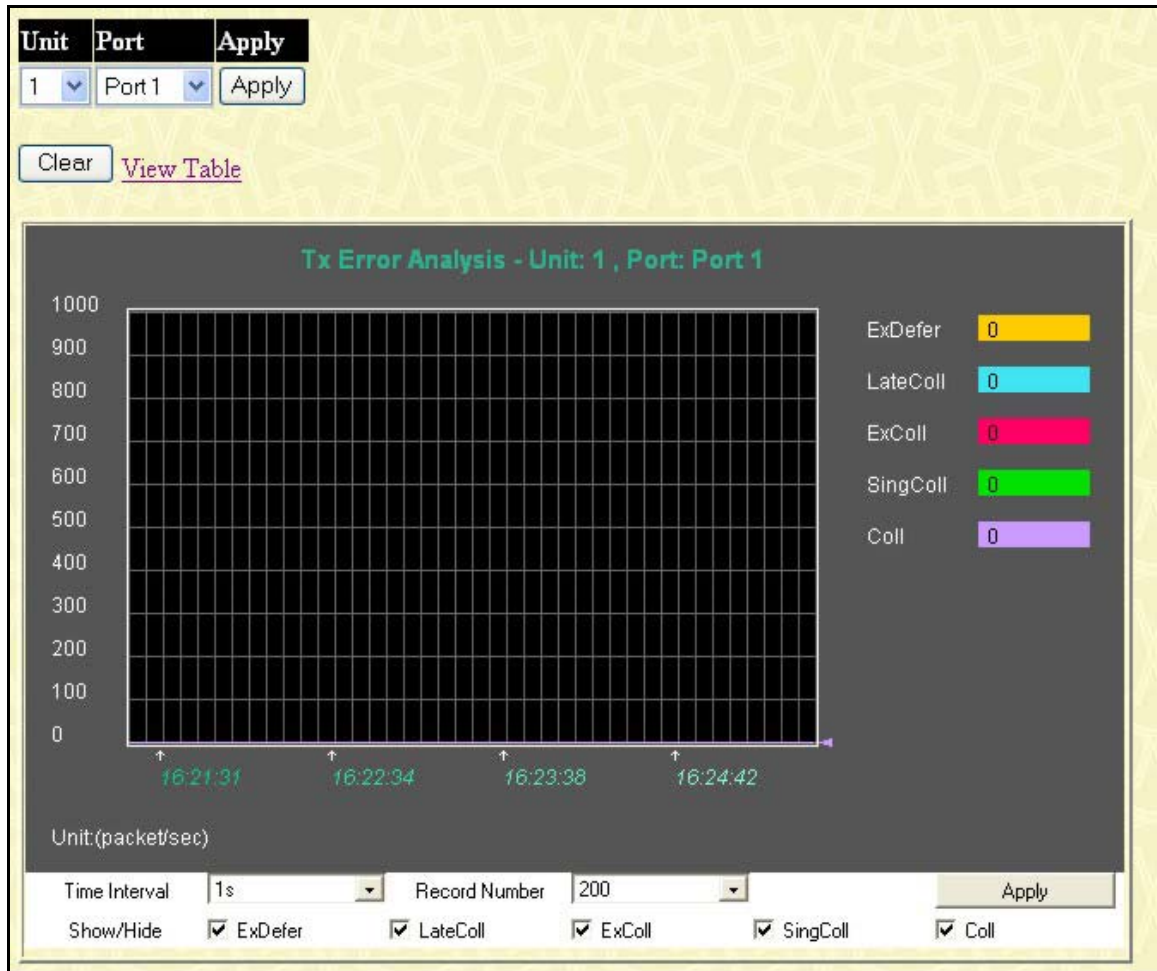 Unit Port Apply
1 Port 1 Apply
Clear View Table
Tx Error Analysis - Unit: 1 , Port: Port 1
1000
900
800
700
600
500
400
300
200
100
0
ExDefer 0
LateColl 0
ExColl 0
SingColl 0
Coll 0
16:21:31 16:22:34 16:23:38 16:24:42
Unit:(packet/sec)
Time Interval 1s Record Number 200 Apply
Show/Hide ExDefer LateColl ExColl SingColl Coll